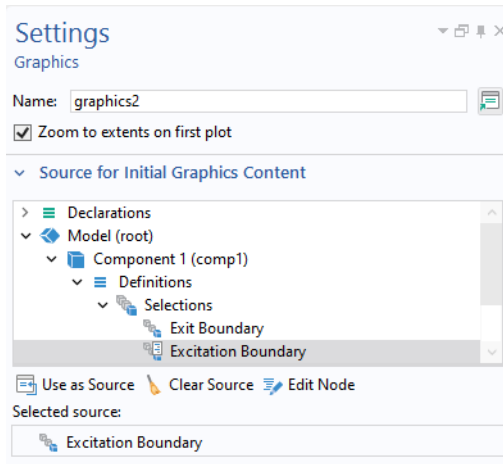 Settings
Graphics
Name: graphics2
Zoom to extents on first plot
Source for Initial Graphics Content
Declarations
Model (root)
Component 1 (comp1)
Definitions
Selections
Exit Boundary
Excitation Boundary
Use as Source Clear Source Edit Node
Selected source:
Excitation Boundary